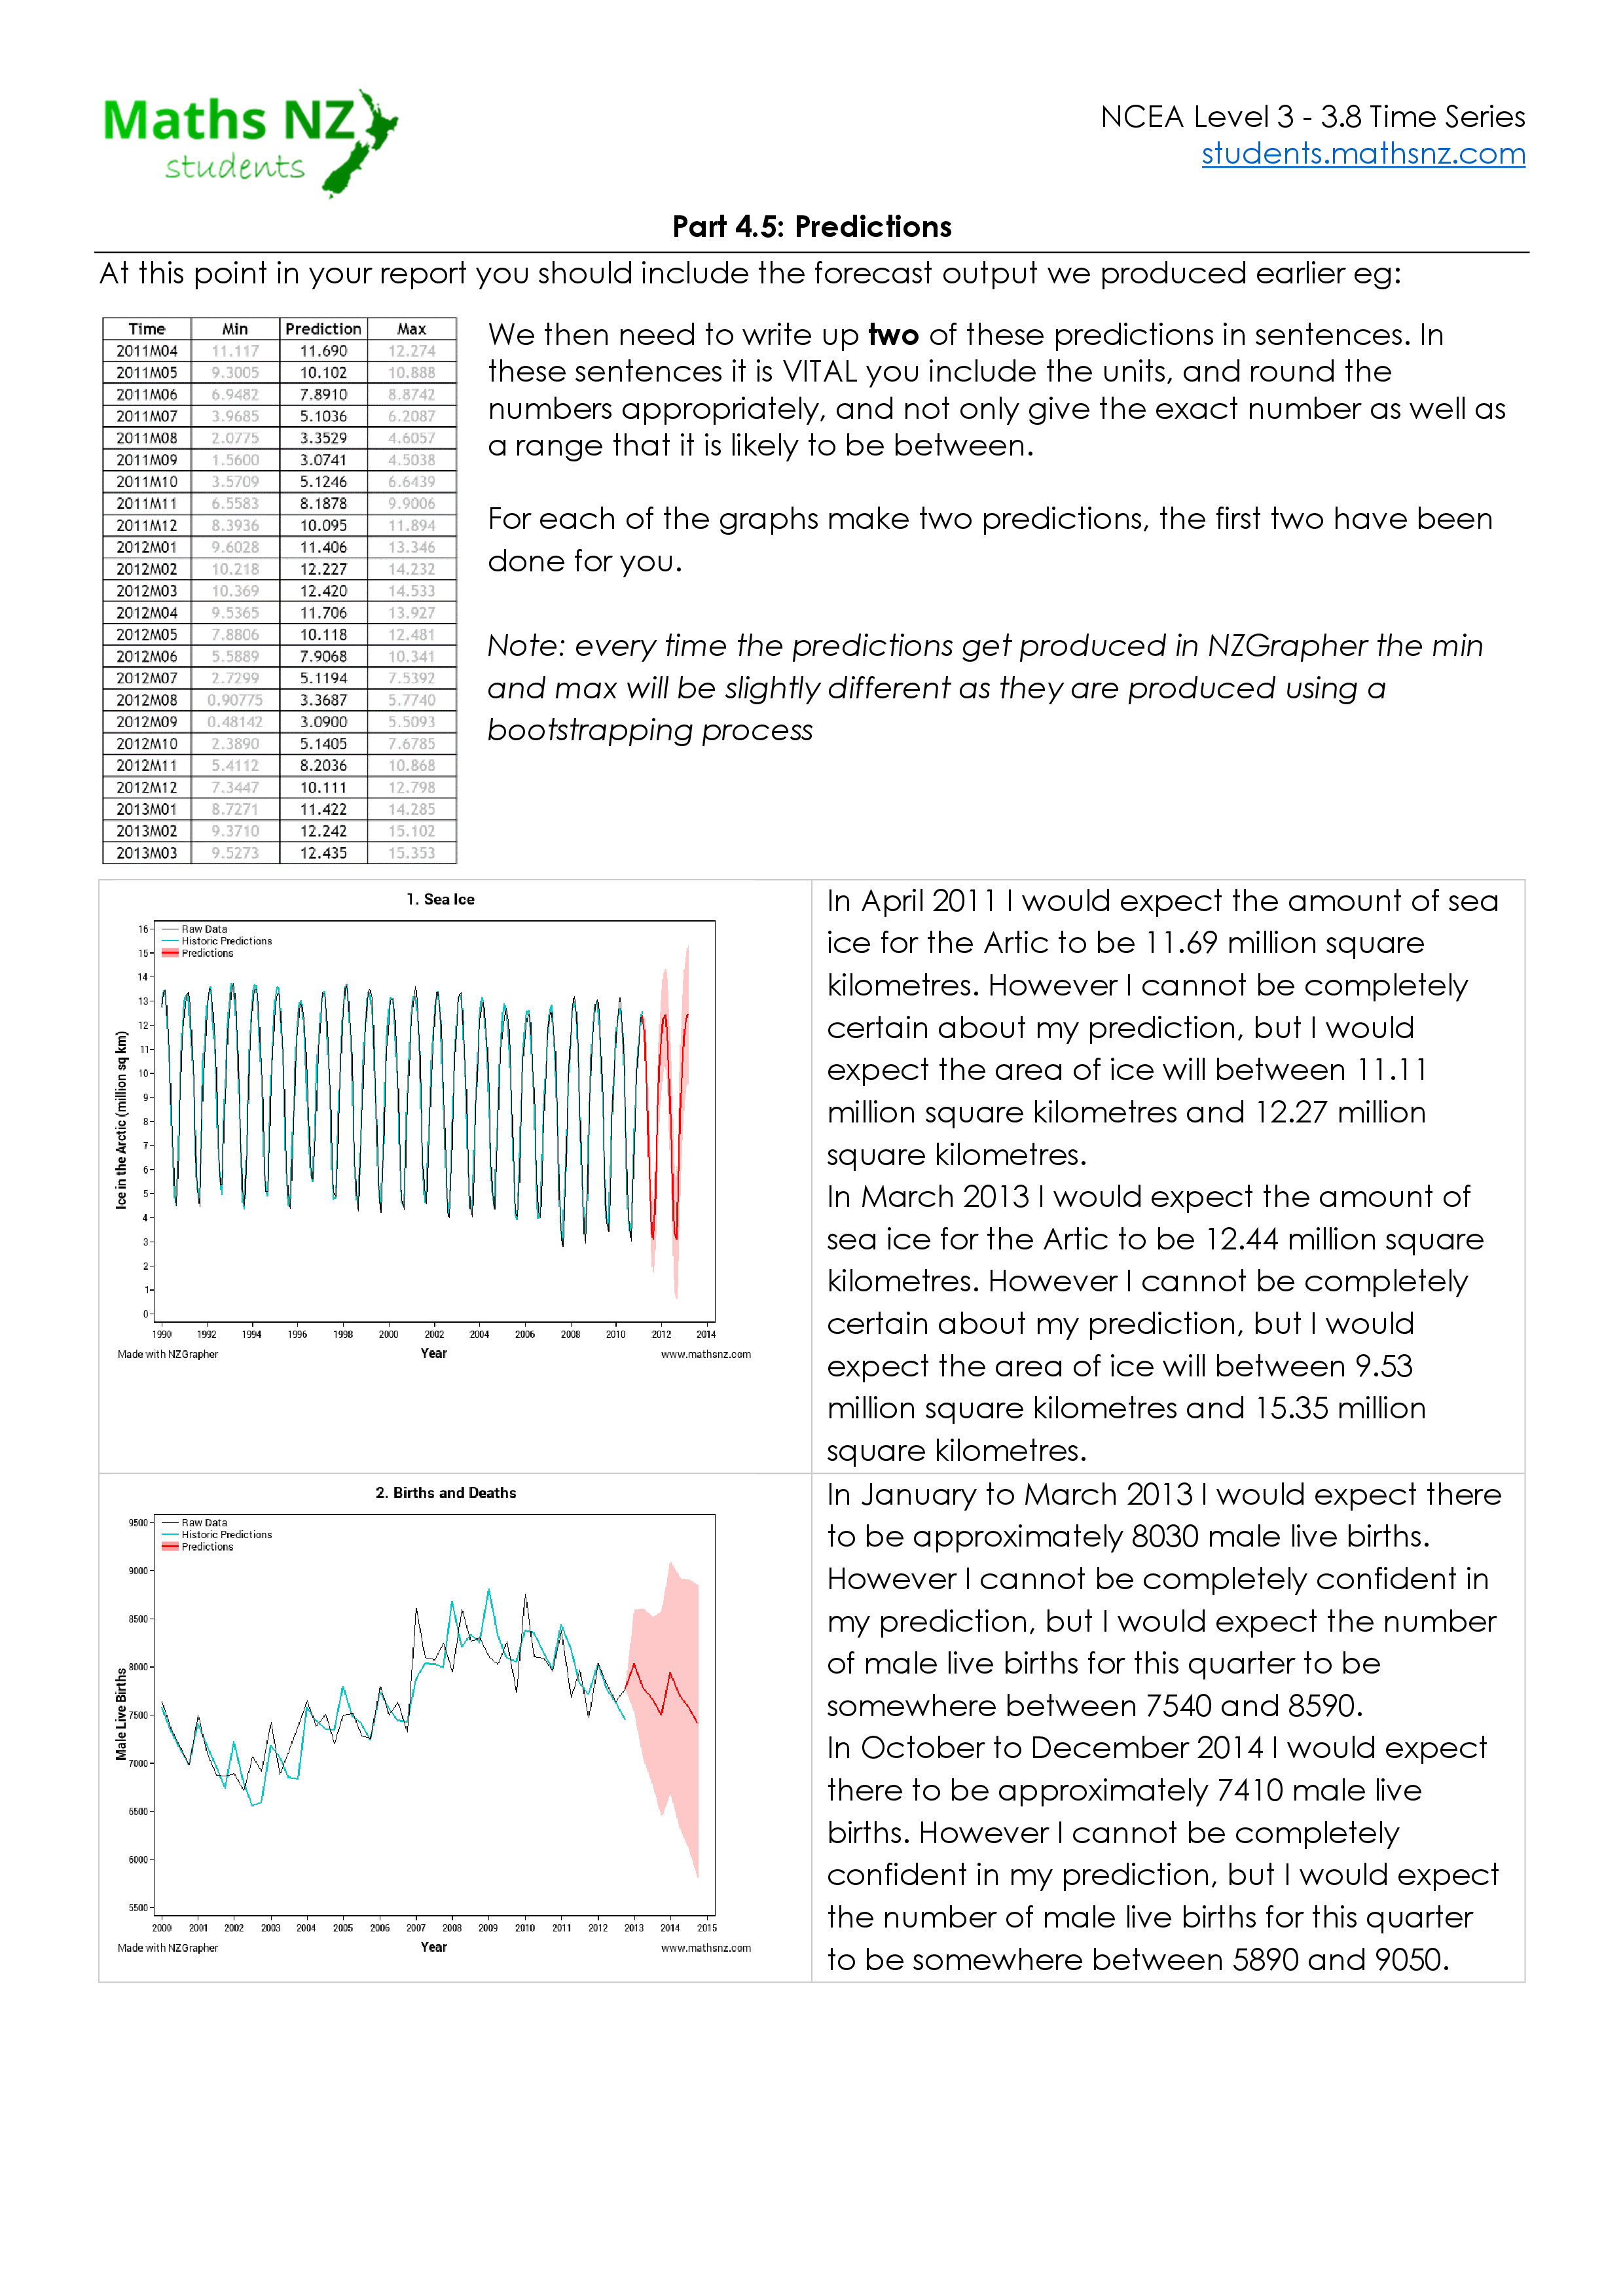 Maths NZ
students
NCEA Level 3 - 3.8 Time Series
students.mathsnz.com
Part 4.5: Predictions
At this point in your report you should include the forecast output we produced earlier eg:
Time Min Prediction Max
2011M04 11.117 11.690 12.274
2011M05 9.3005 10.102 10.888
2011M06 6.9482 7.8910 8.8742
2011M07 3.9685 5.1036 6.2087
2011M08 2.0775 3.3529 4.6057
2011M09 1.5600 3.0741 4.5038
2011M10 3.5709 5.1246 6.6439
2011M11 6.5583 8.1878 9.9006
2011M12 8.3936 10.095 11.894
2012M01 9.6028 11.406 13.346
2012M02 10.218 12.227 14.232
2012M03 10.369 12.420 14.533
2012M04 9.5365 11.706 13.927
2012M05 7.8806 10.118 12.481
2012M06 5.5889 7.9068 10.341
2012M07 2.7299 5.1194 7.5392
2012M08 0.90775 3.3687 5.7740
2012M09 0.48142 3.0900 5.5093
2012M10 2.3890 5.1405 7.6785
2012M11 5.4112 8.2036 10.868
2012M12 7.3447 10.111 12.798
2013M01 8.7271 11.422 14.285
2013M02 9.3710 12.242 15.102
2013M03 9.5273 12.435 15.353
We then need to write up two of these predictions in sentences. In
these sentences it is VITAL you include the units, and round the
numbers appropriately, and not only give the exact number as well as
a range that it is likely to be between.
For each of the graphs make two predictions, the first two have been
done for you.
Note: every time the predictions get produced in NZGrapher the min
and max will be slightly different as they are produced using a
bootstrapping process
1. Sea Ice
Raw Data
Historic Predictions
Predictions
16
15
14
13
12
11
10
9
8
7
6
5
4
3
2
1
0
Ice in the Arctic (million sq km)
1990 1992 1994 1996 1998 2000 2002 2004 2006 2008 2010 2012 2014
Made with NZGrapher Year www.mathsnz.com
In April 2011 I would expect the amount of sea
ice for the Artic to be 11.69 million square
kilometres. However I cannot be completely
certain about my prediction, but I would
expect the area of ice will between 11.11
million square kilometres and 12.27 million
square kilometres.
In March 2013 I would expect the amount of
sea ice for the Artic to be 12.44 million square
kilometres. However I cannot be completely
certain about my prediction, but I would
expect the area of ice will between 9.53
million square kilometres and 15.35 million
square kilometres.
2. Births and Deaths
Raw Data
Historic Predictions
Predictions
9500
9000
8500
8000
7500
7000
6500
6000
5500
Male Live Births
2000 2001 2002 2003 2004 2005 2006 2007 2008 2009 2010 2011 2012 2013 2014 2015
Made with NZGrapher Year www.mathsnz.com
In January to March 2013 I would expect there
to be approximately 8030 male live births.
However I cannot be completely confident in
my prediction, but I would expect the number
of male live births for this quarter to be
somewhere between 7540 and 8590.
In October to December 2014 I would expect
there to be approximately 7410 male live
births. However I cannot be completely
confident in my prediction, but I would expect
the number of male live births for this quarter
to be somewhere between 5890 and 9050.